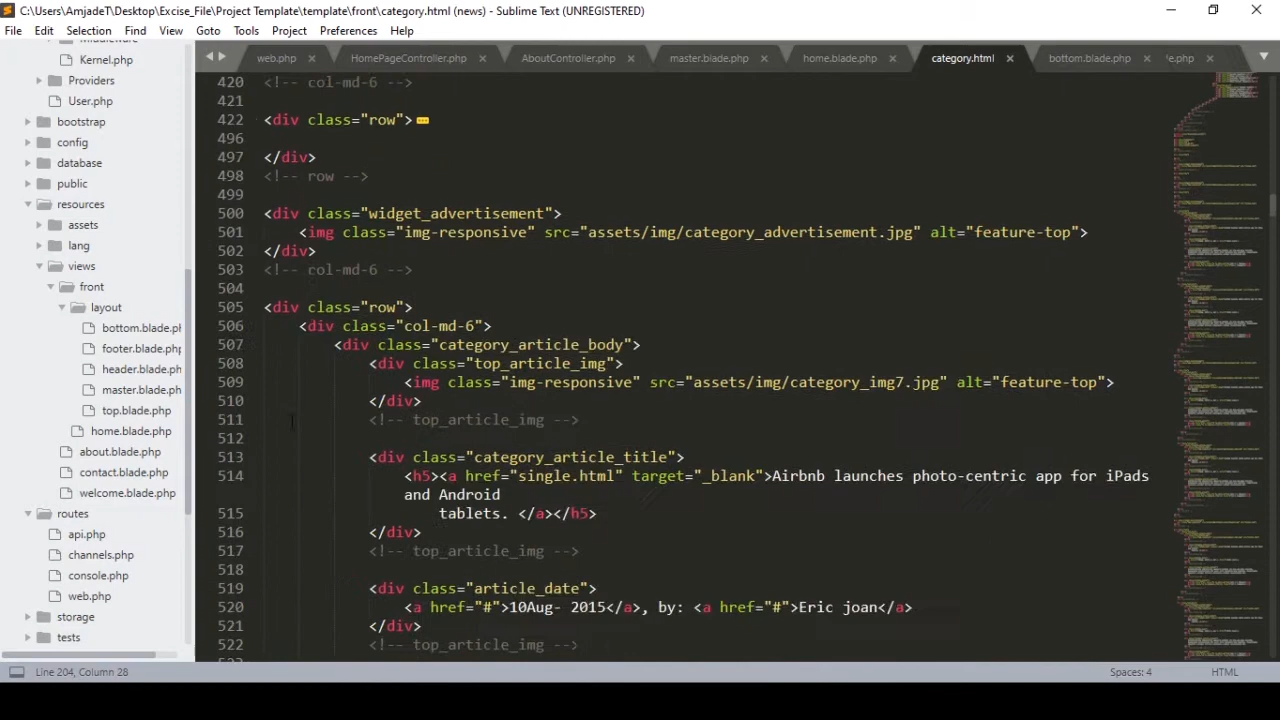 C:\Users\AmjadeT\Desktop\Excise_File\Project Template\template\front\category.html (news) - Sublime Text (UNREGISTERED)
File Edit Selection Find View Goto Tools Project Preferences Help
Kernel.php
Providers
User.php
bootstrap
config
database
public
resources
assets
lang
views
front
layout
bottom.blade.ph
footer.blade.php
header.blade.ph
master.blade.ph
top.blade.php
home.blade.php
about.blade.php
contact.blade.php
welcome.blade.php
routes
api.php
channels.php
console.php
web.php
storage
tests
web.php HomePageController.php AboutController.php master.blade.php home.blade.php category.html bottom.blade.php le.php
420 <!-- col-md-6 -->
421
422 <div class="row">
496
497 </div>
498 <!-- row -->
499
500 <div class="widget_advertisement">
501 <img class="img-responsive" src="assets/img/category_advertisement.jpg" alt="feature-top">
502 </div>
503 <!-- col-md-6 -->
504
505 <div class="row">
506 <div class="col-md-6">
507 <div class="category_article_body">
508 <div class="top_article_img">
509 <img class="img-responsive" src="assets/img/category_img7.jpg" alt="feature-top">
510 </div>
511 <!-- top_article_img -->
512
513 <div class="category_article_title">
514 <h5><a href="single.html" target="_blank">Airbnb launches photo-centric app for iPads
and Android
515 tablets. </a></h5>
516 </div>
517 <!-- top_article_img -->
518
519 <div class="article_date">
520 <a href="#">10Aug- 2015</a>, by: <a href="#">Eric joan</a>
521 </div>
522 <!-- top_article_img -->
Line 204, Column 28 Spaces: 4 HTML